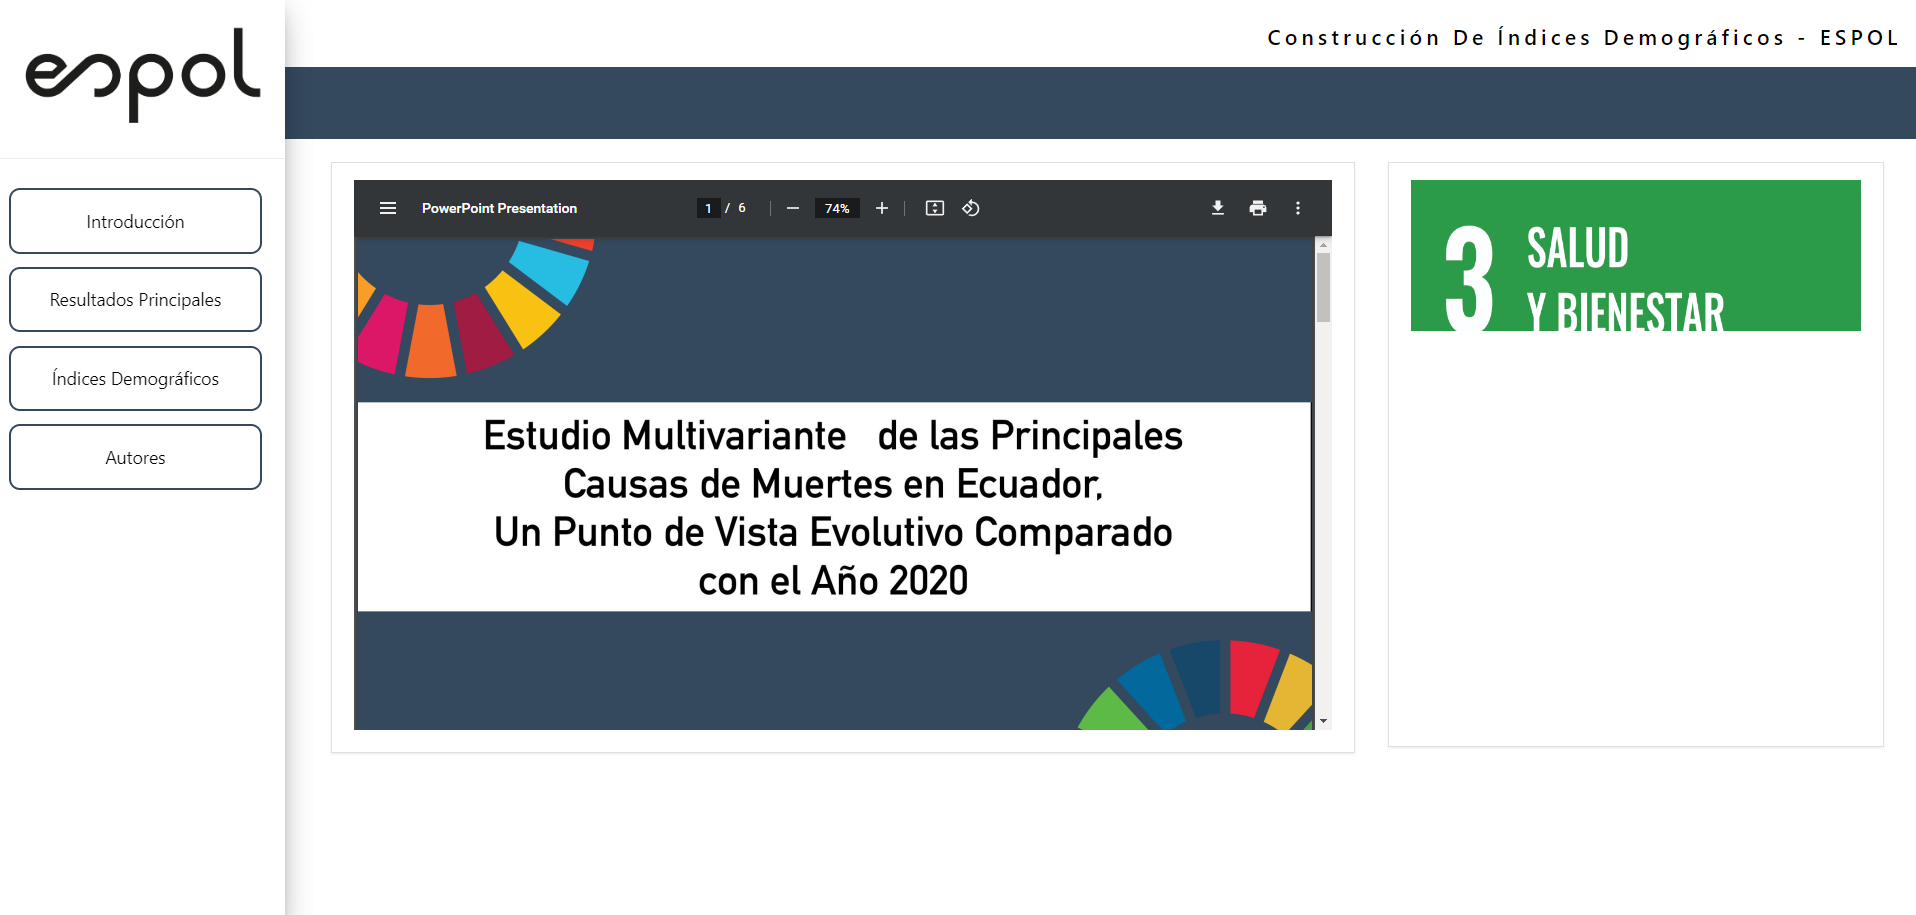 espol
Construcción De Índices Demográficos - ESPOL
Introducción
Resultados Principales
Índices Demográficos
Autores
PowerPoint Presentation
1 / 6
74%
Estudio Multivariante de las Principales
Causas de Muertes en Ecuador,
Un Punto de Vista Evolutivo Comparado
con el Año 2020
3 SALUD
Y BIENESTAR